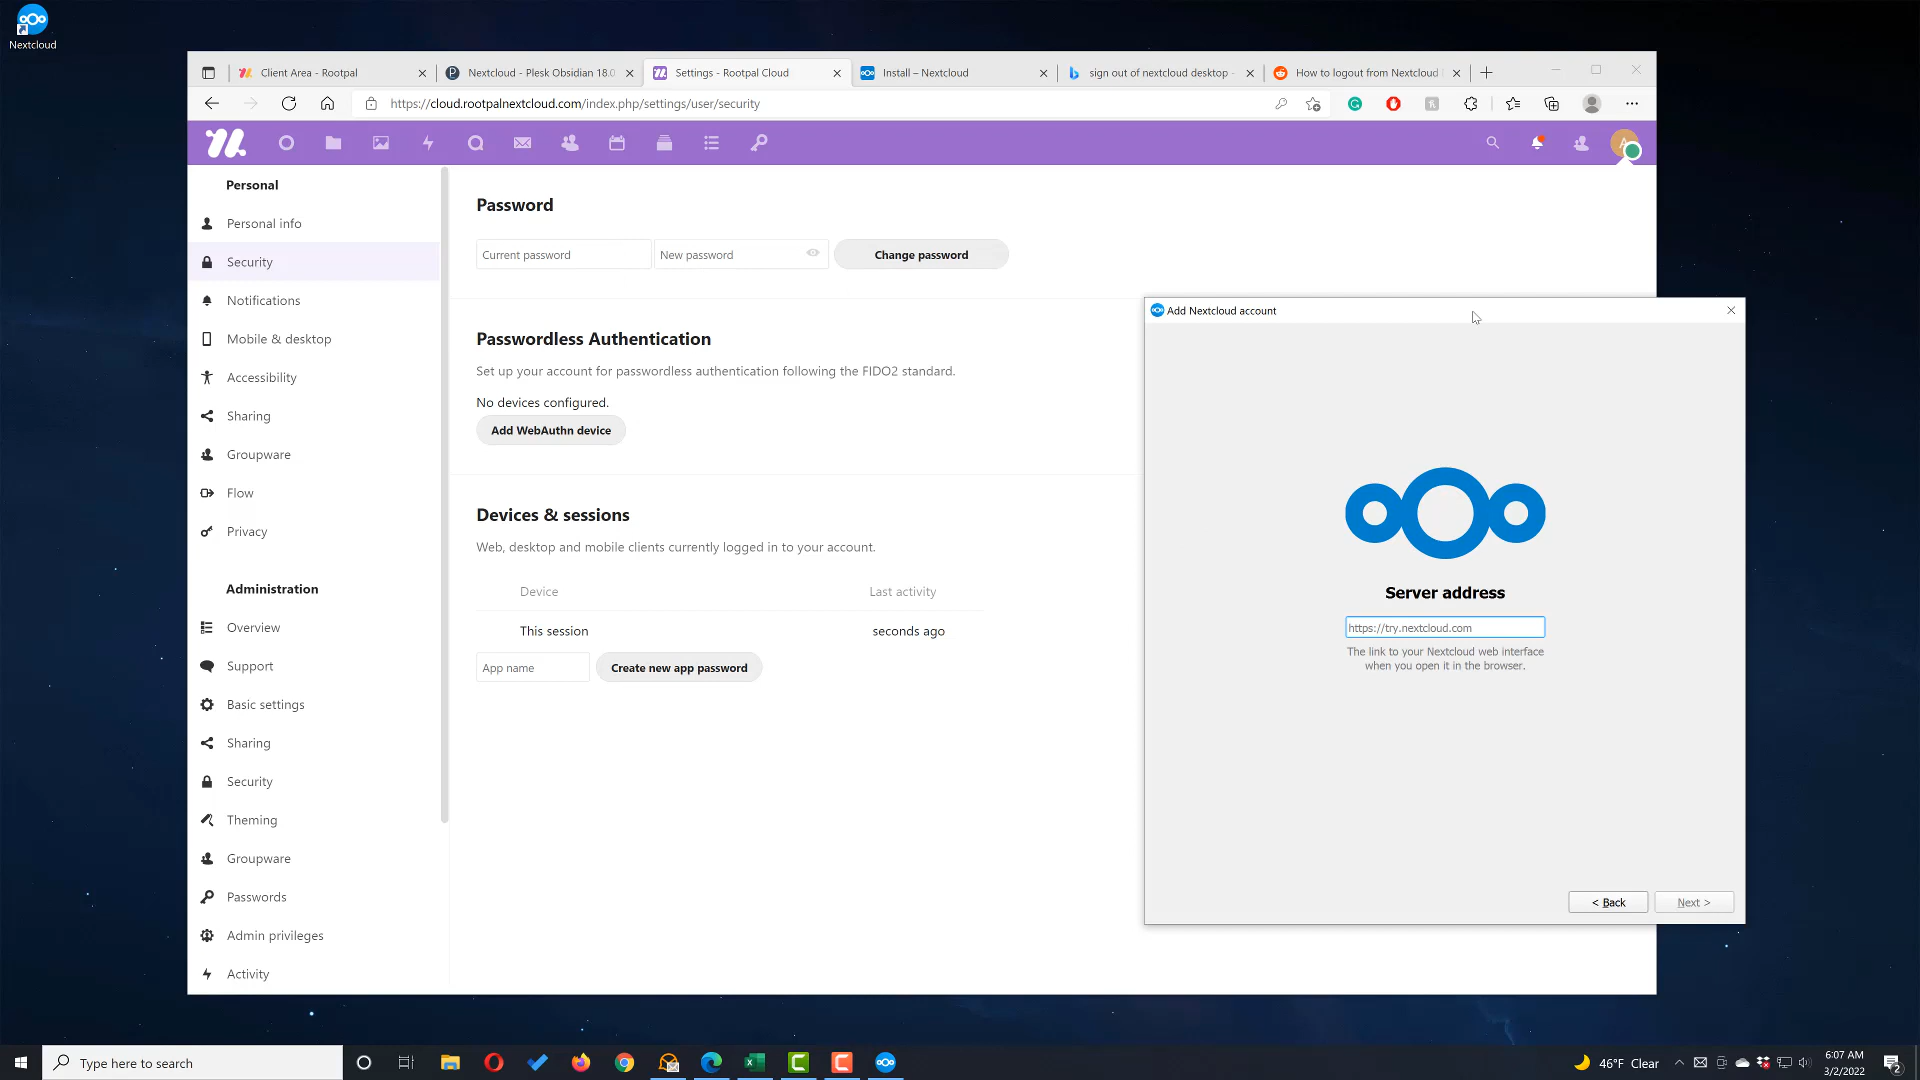 Nextcloud
Client Area - Rootpal
Nextcloud - Plesk Obsidian 18.0
Settings - Rootpal Cloud
Install – Nextcloud
sign out of nextcloud desktop -
How to logout from Nextcloud
https://cloud.rootpalnextcloud.com/index.php/settings/user/security
A
Personal
Personal info
Security
Notifications
Mobile & desktop
Accessibility
Sharing
Groupware
Flow
Privacy
Administration
Overview
Support
Basic settings
Sharing
Security
Theming
Groupware
Passwords
Admin privileges
Activity
Password
Current password
New password
Change password
Passwordless Authentication
Set up your account for passwordless authentication following the FIDO2 standard.
No devices configured.
Add WebAuthn device
Devices & sessions
Web, desktop and mobile clients currently logged in to your account.
Device
Last activity
This session
seconds ago
App name
Create new app password
Add Nextcloud account
Server address
https://try.nextcloud.com
The link to your Nextcloud web interface
when you open it in the browser.
< Back
Next >
Type here to search
46°F Clear
6:07 AM
3/2/2022
2